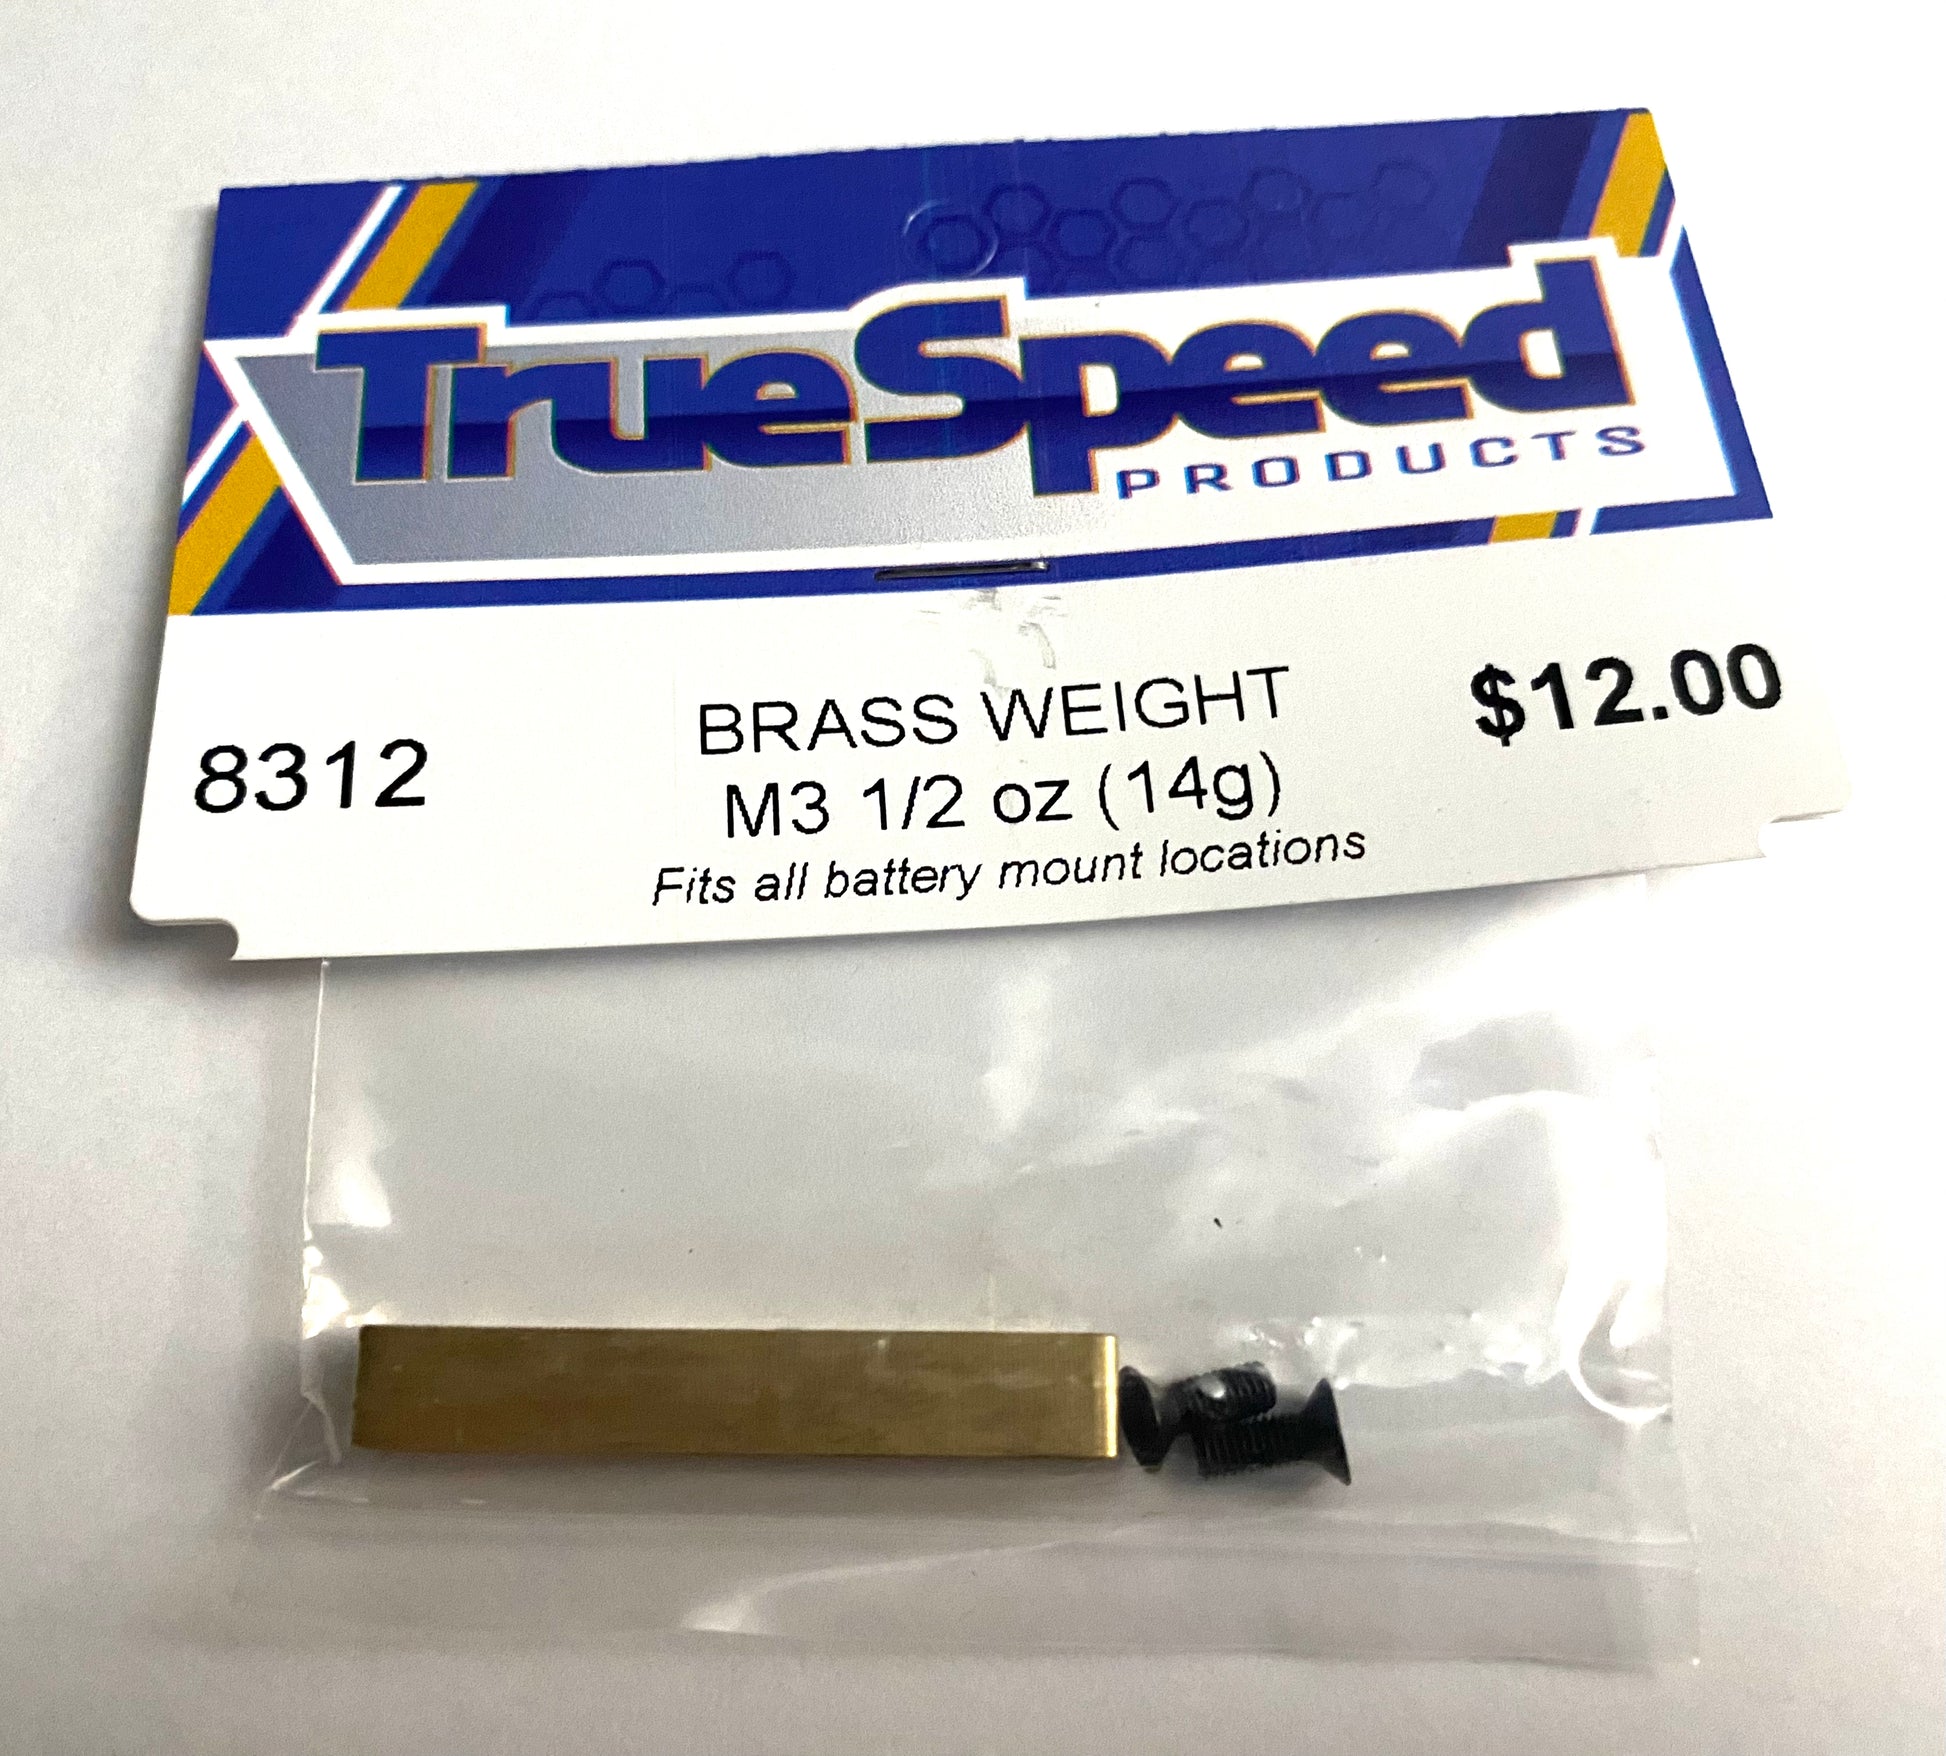 TrueSpeed
PRODUCTS
8312
BRASS WEIGHT
M3 1/2 oz (14g)
Fits all battery mount locations
$12.00